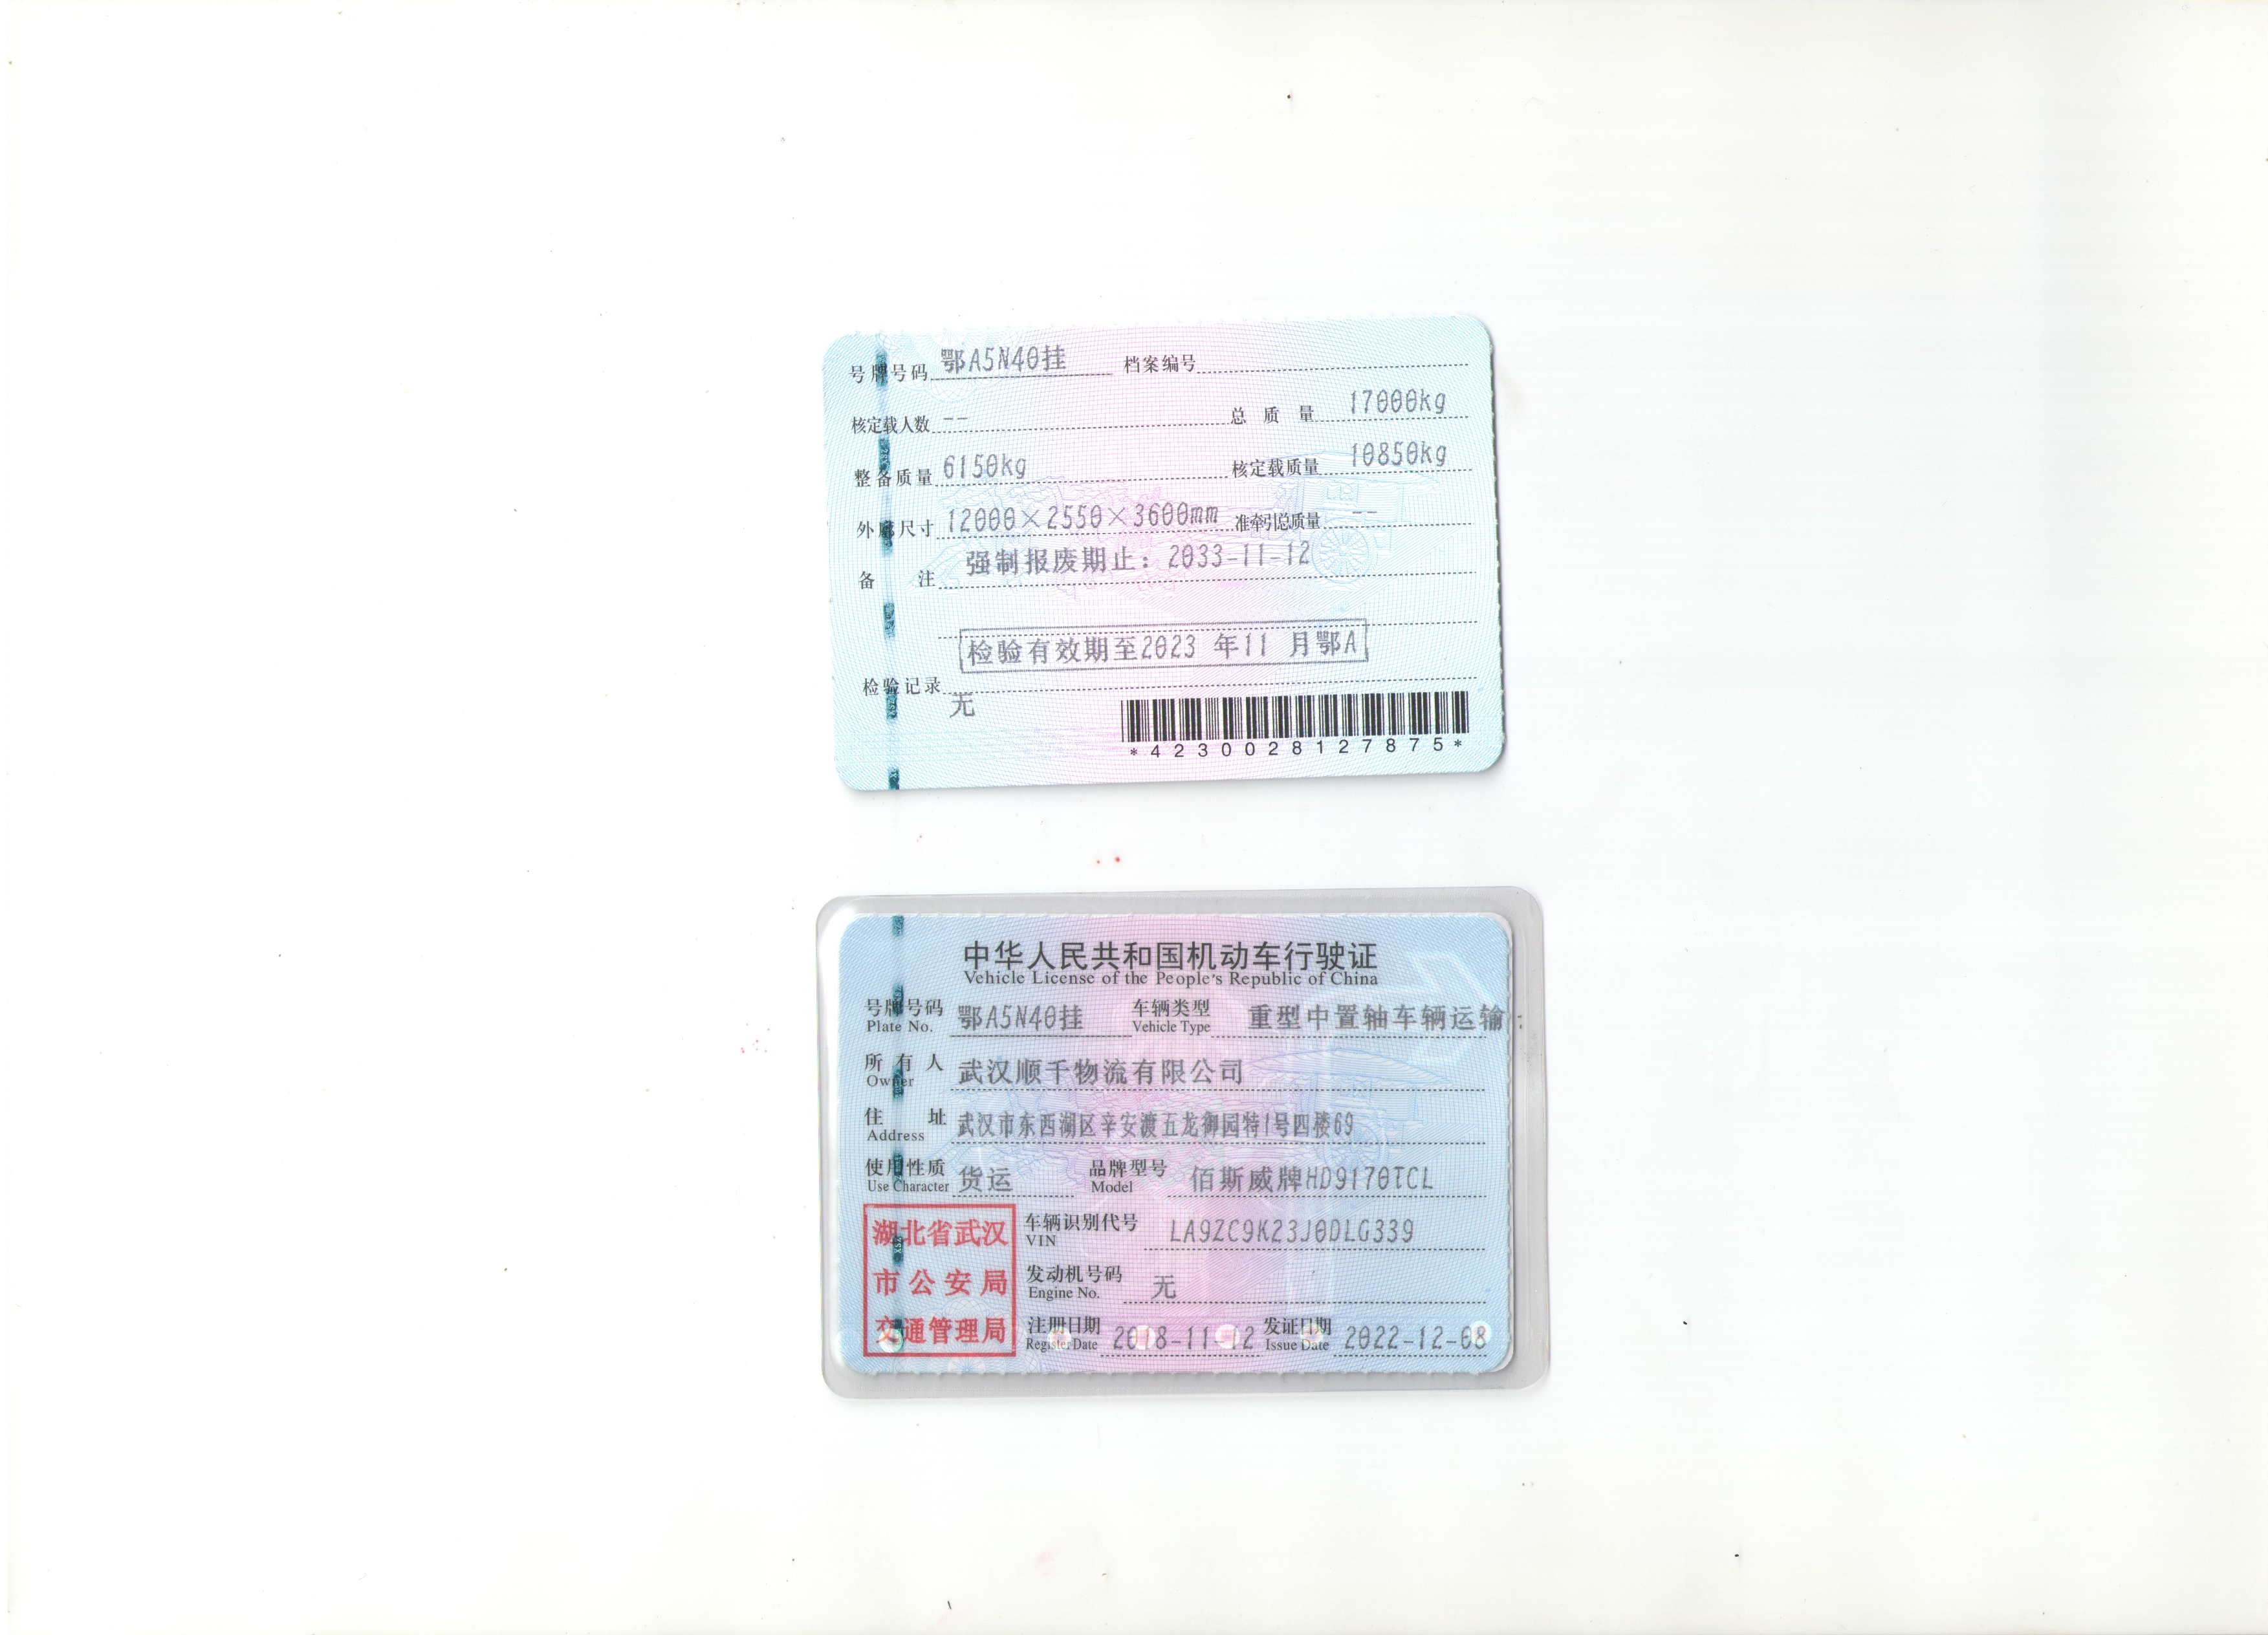 号牌号码 鄂A5N40挂 档案编号
核定载人数 -- 总质量 17000kg
整备质量 6150kg 核定载质量 10850kg
外廓尺寸 12000×2550×3600mm 准牵引总质量 --
备注 强制报废期止：2033-11-12
检验有效期至2023 年11 月鄂A
检验记录
无
*4230028127875*
中华人民共和国机动车行驶证
Vehicle License of the People's Republic of China
号牌号码 鄂A5N40挂 车辆类型 重型中置轴车辆运输
Plate No. Vehicle Type
所有人 武汉顺千物流有限公司
Owner
住址 武汉市东西湖区辛安渡五龙御园特1号四楼69
Address
使用性质 货运 品牌型号 佰斯威牌HD9170TCL
Use Character Model
湖北省武汉
市公安局
交通管理局
车辆识别代号 LA9ZC9K23J0DLG339
VIN
发动机号码 无
Engine No.
注册日期 2018-11-12 发证日期 2022-12-08
Register Date Issue Date